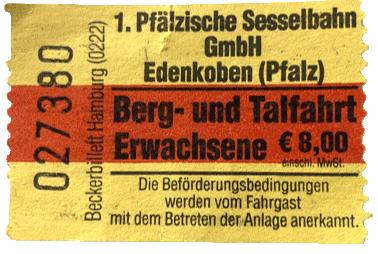 027380
Beckerbillett Hamburg (0222)
1. Pfälzische Sesselbahn
GmbH
Edenkoben (Pfalz)
Berg- und Talfahrt
Erwachsene € 8,00
einschl. MwSt.
Die Beförderungsbedingungen
werden vom Fahrgast
mit dem Betreten der Anlage anerkannt.